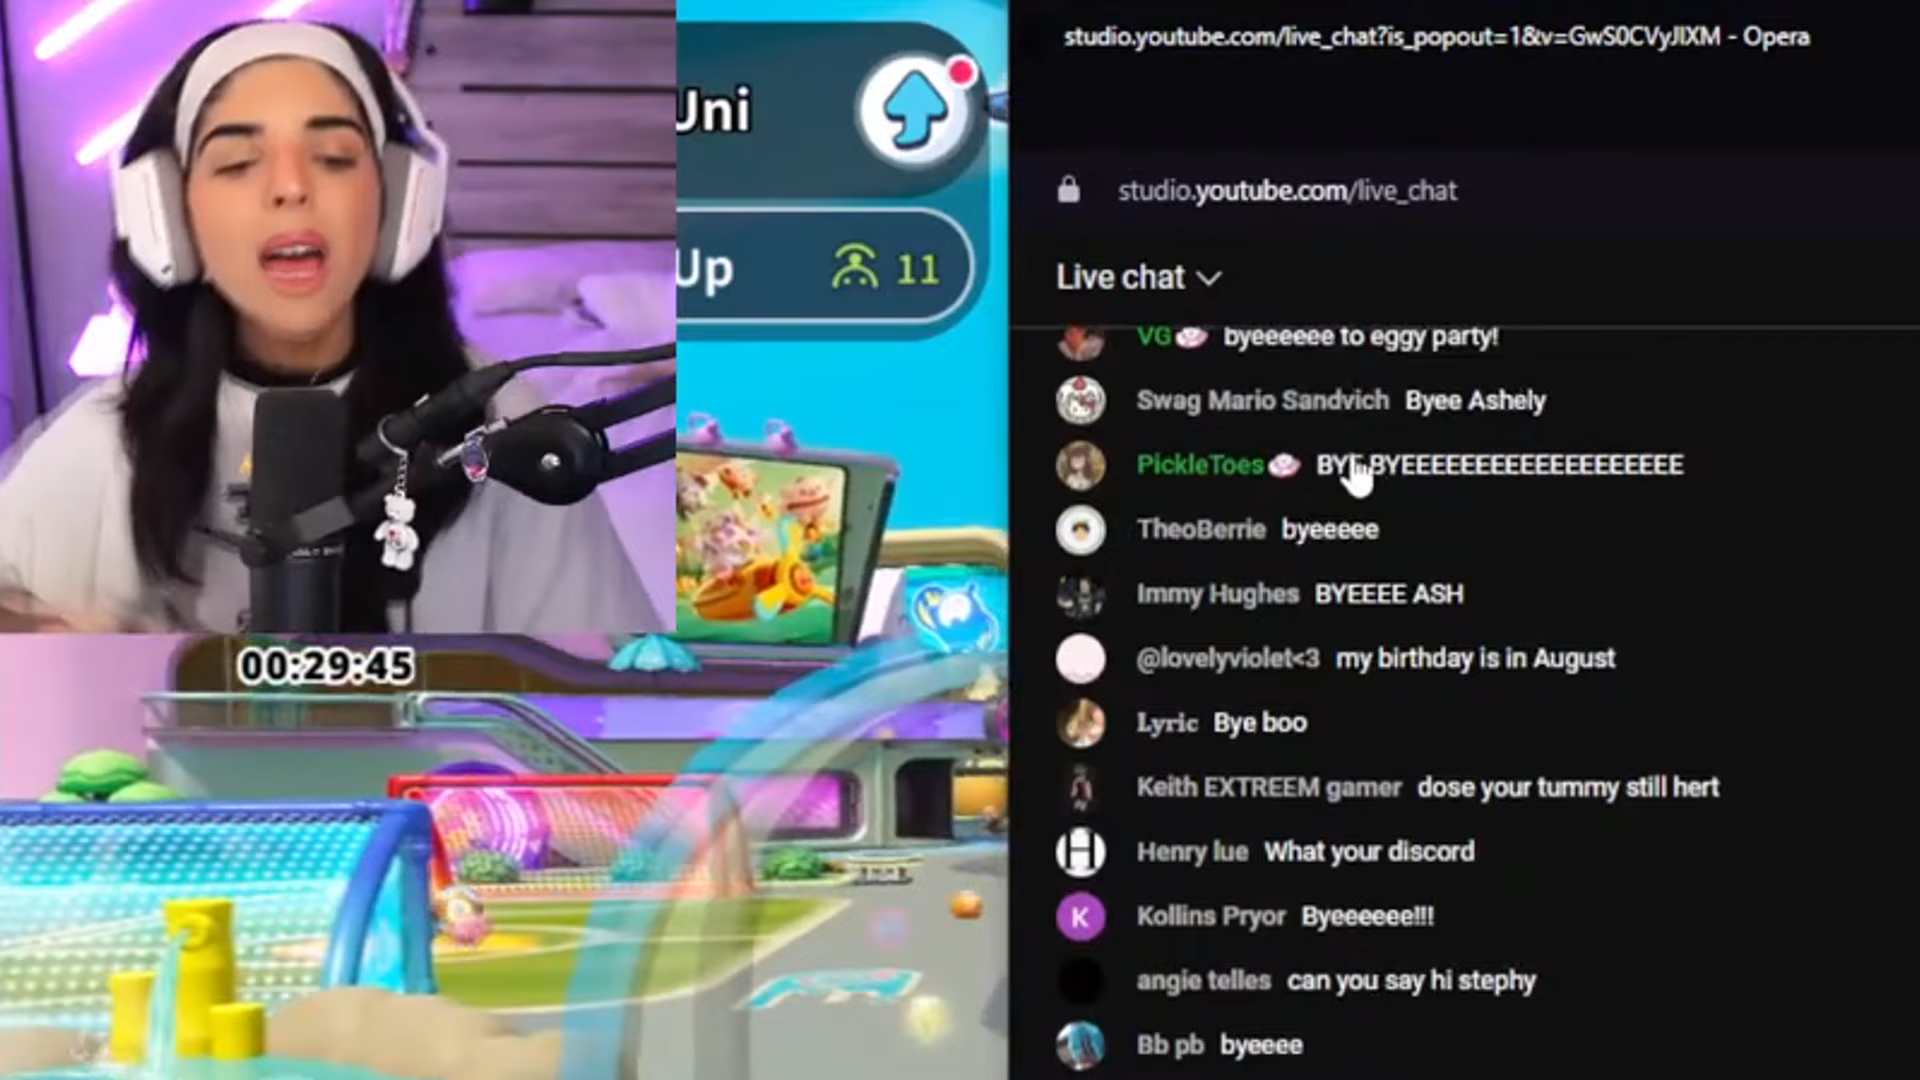 Uni
Up
11
00:29:45
studio.youtube.com/live_chat?is_popout=1&v=GwS0CVyJlXM - Opera
studio.youtube.com/live_chat
Live chat
VG byeeeeee to eggy party!
Swag Mario Sandvich Byee Ashely
PickleToes BYE BYEEEEEEEEEEEEEEEEEEE
TheoBerrie byeeeee
Immy Hughes BYEEEE ASH
@lovelyviolet<3 my birthday is in August
Lyric Bye boo
Keith EXTREEM gamer dose your tummy still hert
Henry lue What your discord
K Kollins Pryor Byeeeeee!!!
angie telles can you say hi stephy
Bb pb byeeee